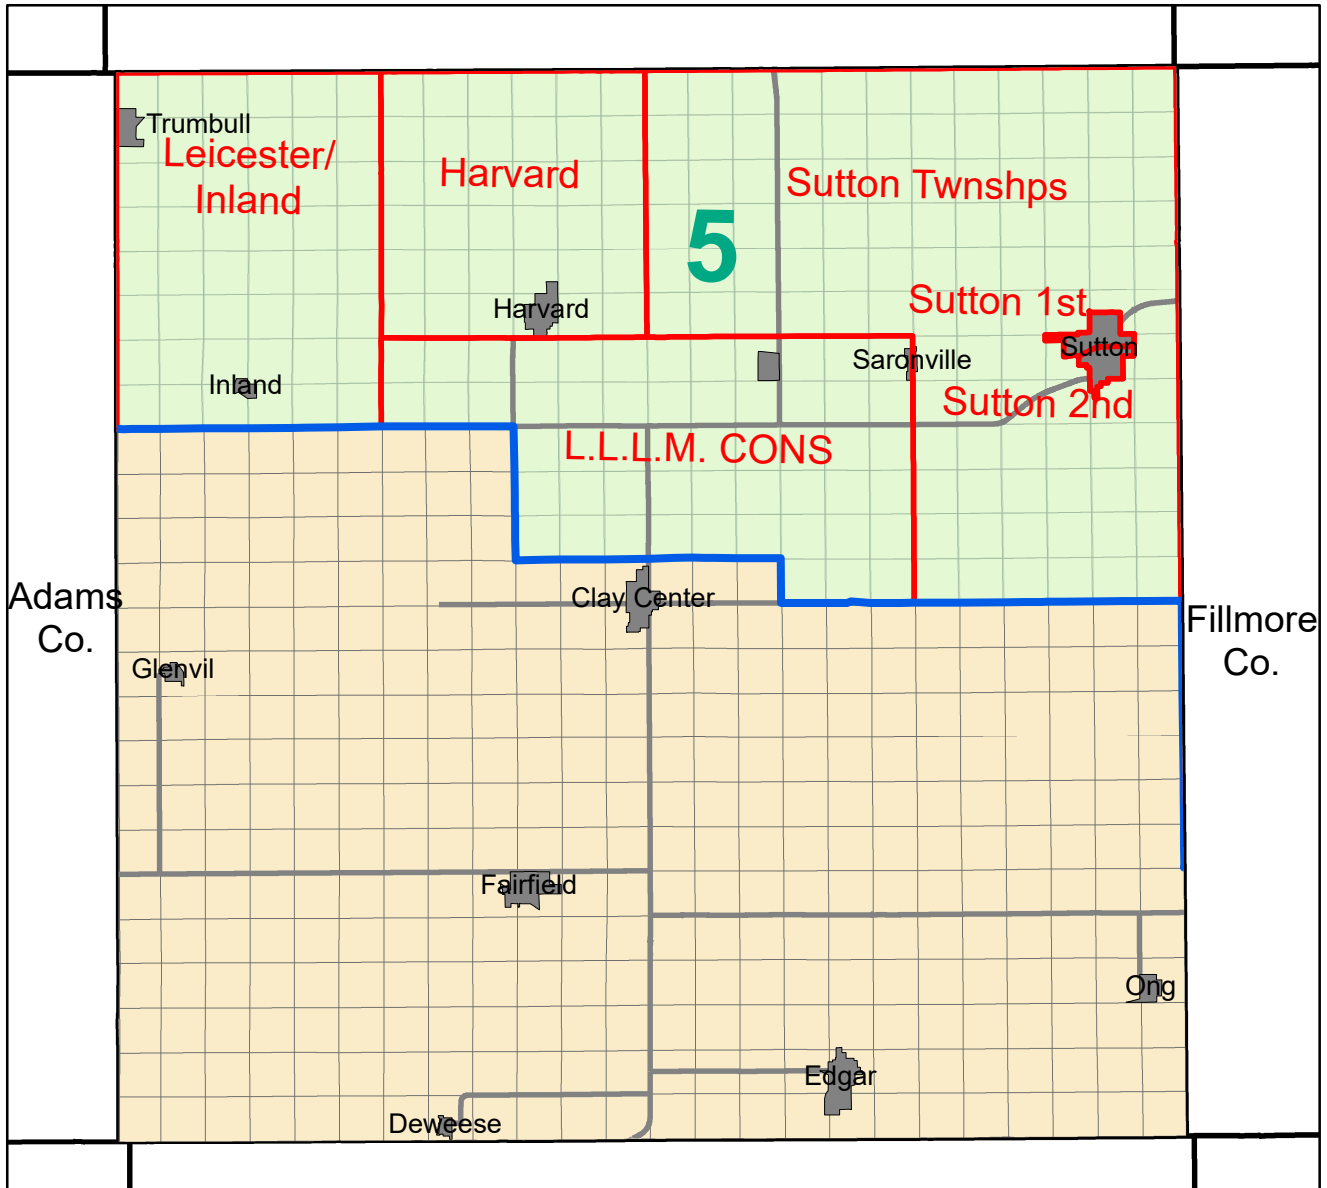 Trumbull
Leicester/
Inland
Harvard
Sutton Twnshps
5
Harvard
Sutton 1st
Sutton
Saronville
Inland
Sutton 2nd
L.L.L.M. CONS
Adams
Co.
Clay Center
Fillmore
Co.
Glenvil
Fairfield
Ong
Edgar
Deweese